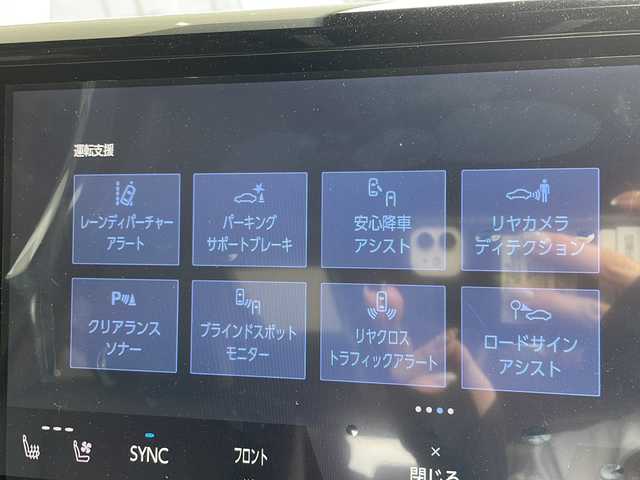 運転支援
レーンディパーチャー
アラート
パーキング
サポートブレーキ
安心降車
アシスト
リヤカメラ
ディテクション
P
クリアランス
ソナー
ブラインドスポット
モニター
リヤクロス
トラフィックアラート
ロードサイン
アシスト
SYNC
フロント
閉じる